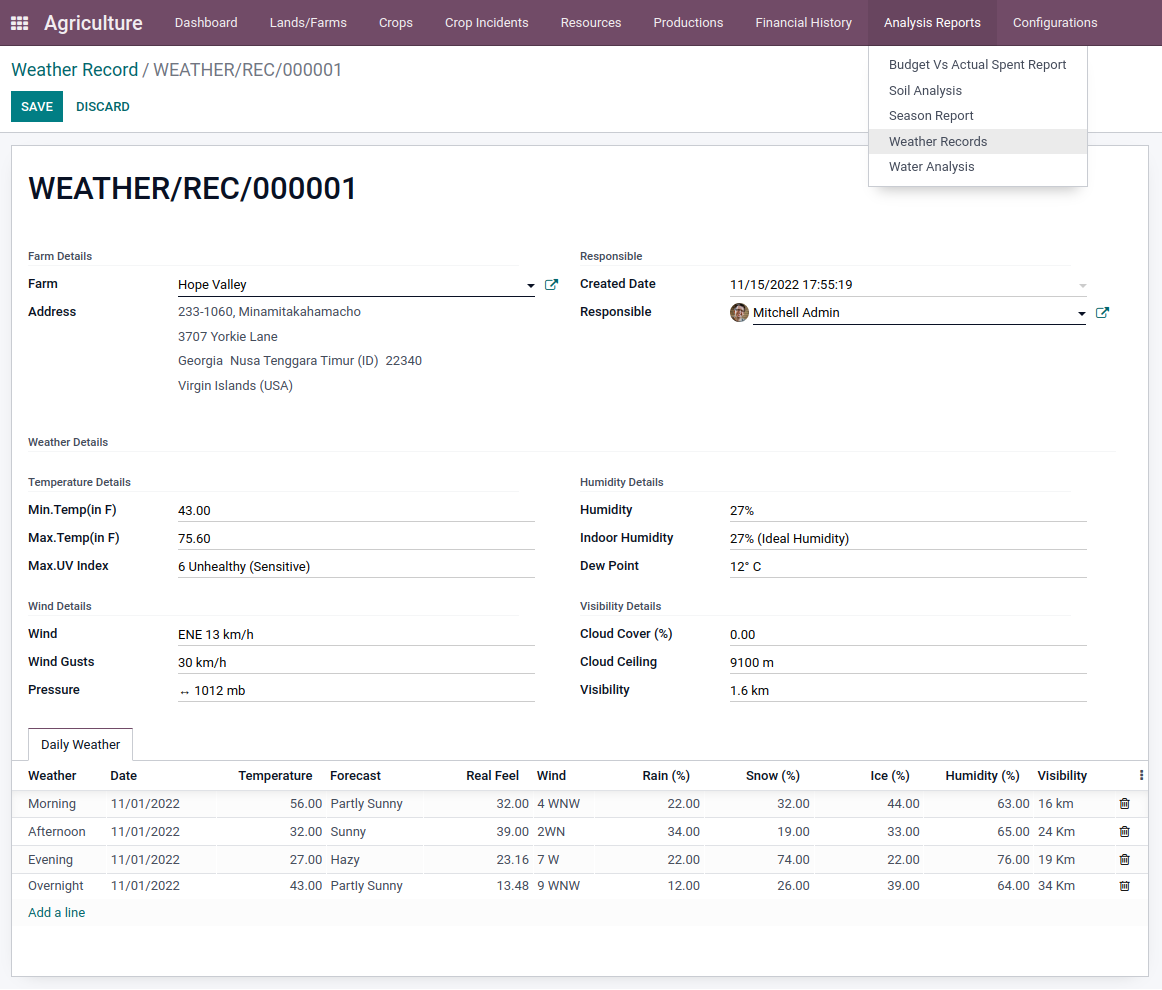 Agriculture Dashboard Lands/Farms Crops Crop Incidents Resources Productions Financial History Analysis Reports Configurations
Weather Record / WEATHER/REC/000001
SAVE DISCARD
Budget Vs Actual Spent Report
Soil Analysis
Season Report
Weather Records
Water Analysis
WEATHER/REC/000001
Farm Details
Farm Hope Valley
Address 233-1060, Minamitakahamacho
3707 Yorkie Lane
Georgia Nusa Tenggara Timur (ID) 22340
Virgin Islands (USA)
Responsible
Created Date 11/15/2022 17:55:19
Responsible Mitchell Admin
Weather Details
Temperature Details
Min.Temp(in F) 43.00
Max.Temp(in F) 75.60
Max.UV Index 6 Unhealthy (Sensitive)
Humidity Details
Humidity 27%
Indoor Humidity 27% (Ideal Humidity)
Dew Point 12° C
Wind Details
Wind ENE 13 km/h
Wind Gusts 30 km/h
Pressure ↔ 1012 mb
Visibility Details
Cloud Cover (%) 0.00
Cloud Ceiling 9100 m
Visibility 1.6 km
Daily Weather
Weather Date Temperature Forecast Real Feel Wind Rain (%) Snow (%) Ice (%) Humidity (%) Visibility
Morning 11/01/2022 56.00 Partly Sunny 32.00 4 WNW 22.00 32.00 44.00 63.00 16 km
Afternoon 11/01/2022 32.00 Sunny 39.00 2WN 34.00 19.00 33.00 65.00 24 Km
Evening 11/01/2022 27.00 Hazy 23.16 7 W 22.00 74.00 22.00 76.00 19 Km
Overnight 11/01/2022 43.00 Partly Sunny 13.48 9 WNW 12.00 26.00 39.00 64.00 34 Km
Add a line